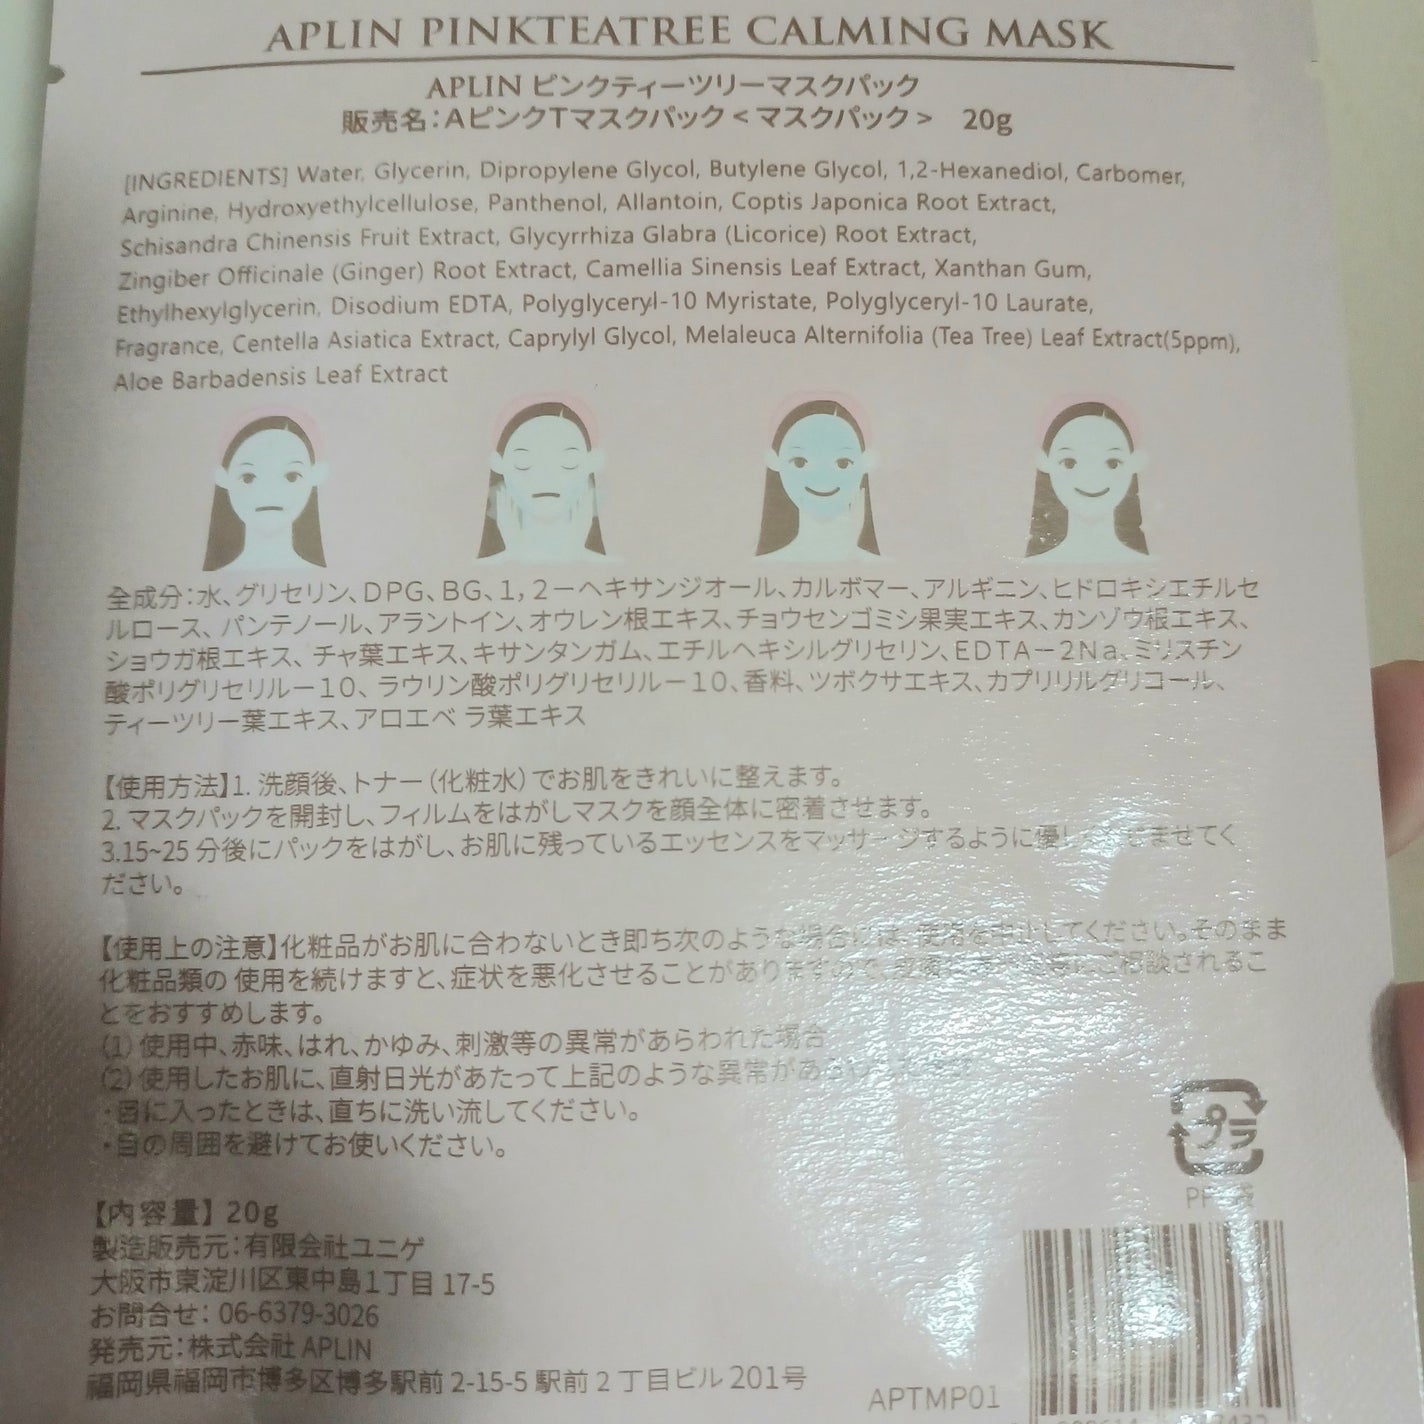 APLIN PINKTEATREE CALMING MASK
APLIN ピンクティーツリーマスクパック
販売名：AピンクTマスクパック＜マスクパック＞ 20g
[INGREDIENTS] Water, Glycerin, Dipropylene Glycol, Butylene Glycol, 1,2-Hexanediol, Carbomer,
Arginine, Hydroxyethylcellulose, Panthenol, Allantoin, Coptis Japonica Root Extract,
Schisandra Chinensis Fruit Extract, Glycyrrhiza Glabra (Licorice) Root Extract,
Zingiber Officinale (Ginger) Root Extract, Camellia Sinensis Leaf Extract, Xanthan Gum,
Ethylhexylglycerin, Disodium EDTA, Polyglyceryl-10 Myristate, Polyglyceryl-10 Laurate,
Fragrance, Centella Asiatica Extract, Caprylyl Glycol, Melaleuca Alternifolia (Tea Tree) Leaf Extract(5ppm),
Aloe Barbadensis Leaf Extract
全成分：水、グリセリン、DPG、BG、1，2－ヘキサンジオール、カルボマー、アルギニン、ヒドロキシエチルセ
ルロース、パンテノール、アラントイン、オウレン根エキス、チョウセンゴミシ果実エキス、カンゾウ根エキス、
ショウガ根エキス、チャ葉エキス、キサンタンガム、エチルヘキシルグリセリン、EDTA－2Na、ミリスチン
酸ポリグリセリル－10、ラウリン酸ポリグリセリル－10、香料、ツボクサエキス、カプリリルグリコール、
ティーツリー葉エキス、アロエベ ラ葉エキス
【使用方法】1. 洗顔後、トナー（化粧水）でお肌をきれいに整えます。
2. マスクパックを開封し、フィルムをはがしマスクを顔全体に密着させます。
3.15~25 分後にパックをはがし、お肌に残っているエッセンスをマッサージするように優し ませてく
ださい。
【使用上の注意】化粧品がお肌に合わないとき即ち次のような場合には、使用を中止してください。そのまま
化粧品類の 使用を続けますと、症状を悪化させることがありますので、 ご相談されるこ
とをおすすめします。
(1) 使用中、赤味、はれ、かゆみ、刺激等の異常があらわれた場合
(2) 使用したお肌に、直射日光があたって上記のような異常が
・目に入ったときは、直ちに洗い流してください。
・目の周囲を避けてお使いください。
プラ
【内容量】 20g
製造販売元：有限会社ユニゲ
大阪市東淀川区東中島1丁目 17-5
お問合せ： 06-6379-3026
発売元：株式会社 APLIN
福岡県福岡市博多区博多駅前 2-15-5 駅前 2 丁目ビル 201号
APTMP01